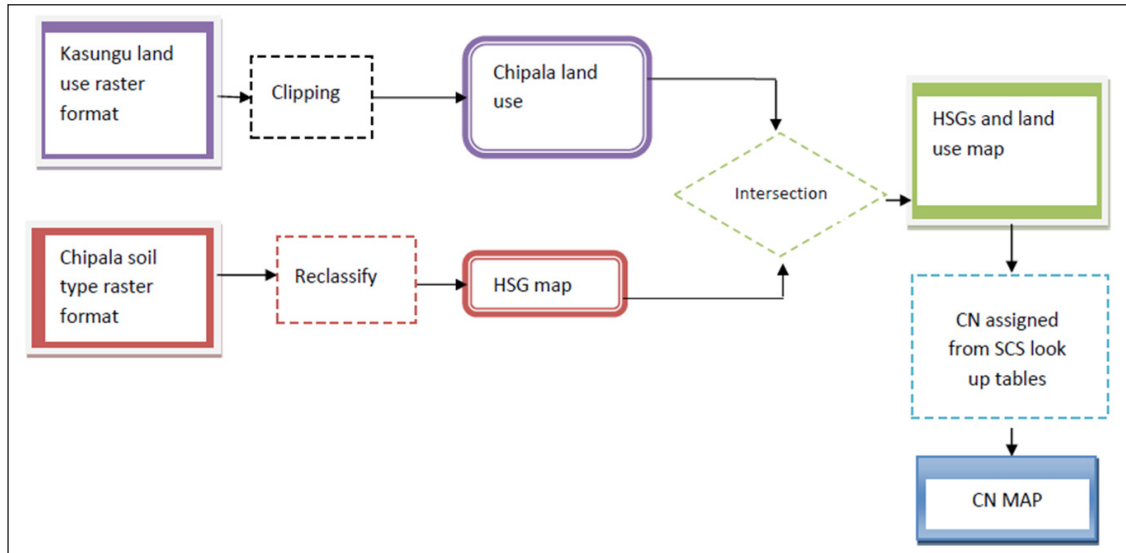 Kasungu land
use raster
format
Clipping
Chipala land
use
HSGs and land
use map
Intersection
Chipala soil
type raster
format
Reclassify
HSG map
CN assigned
from SCS look
up tables
CN MAP